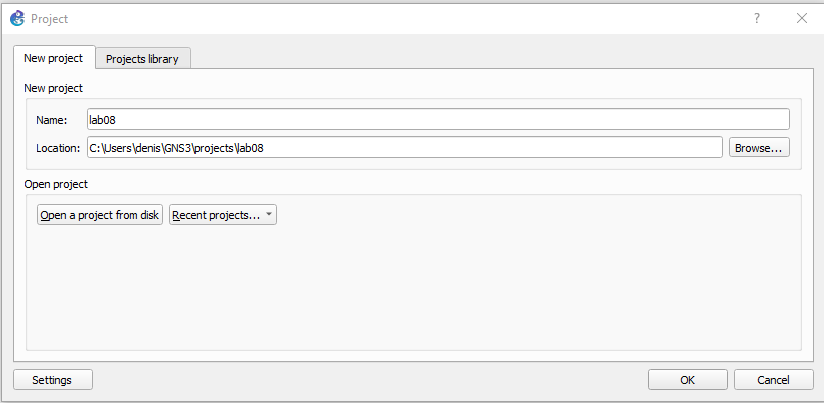 Project ?
New project Projects library
New project
Name: lab08
Location: C:\Users\denis\GNS3\projects\lab08 Browse...
Open project
Open a project from disk Recent projects...
Settings OK Cancel